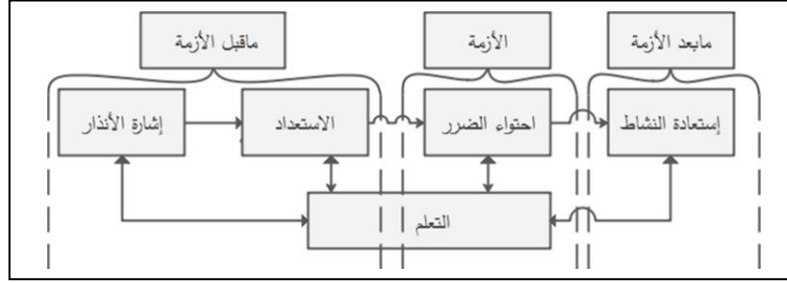 ماقبل الأزمة
الأزمة
مابعد الأزمة
إشارة الأنذار
الاستعداد
احتواء الضرر
إستعادة النشاط
التعلم